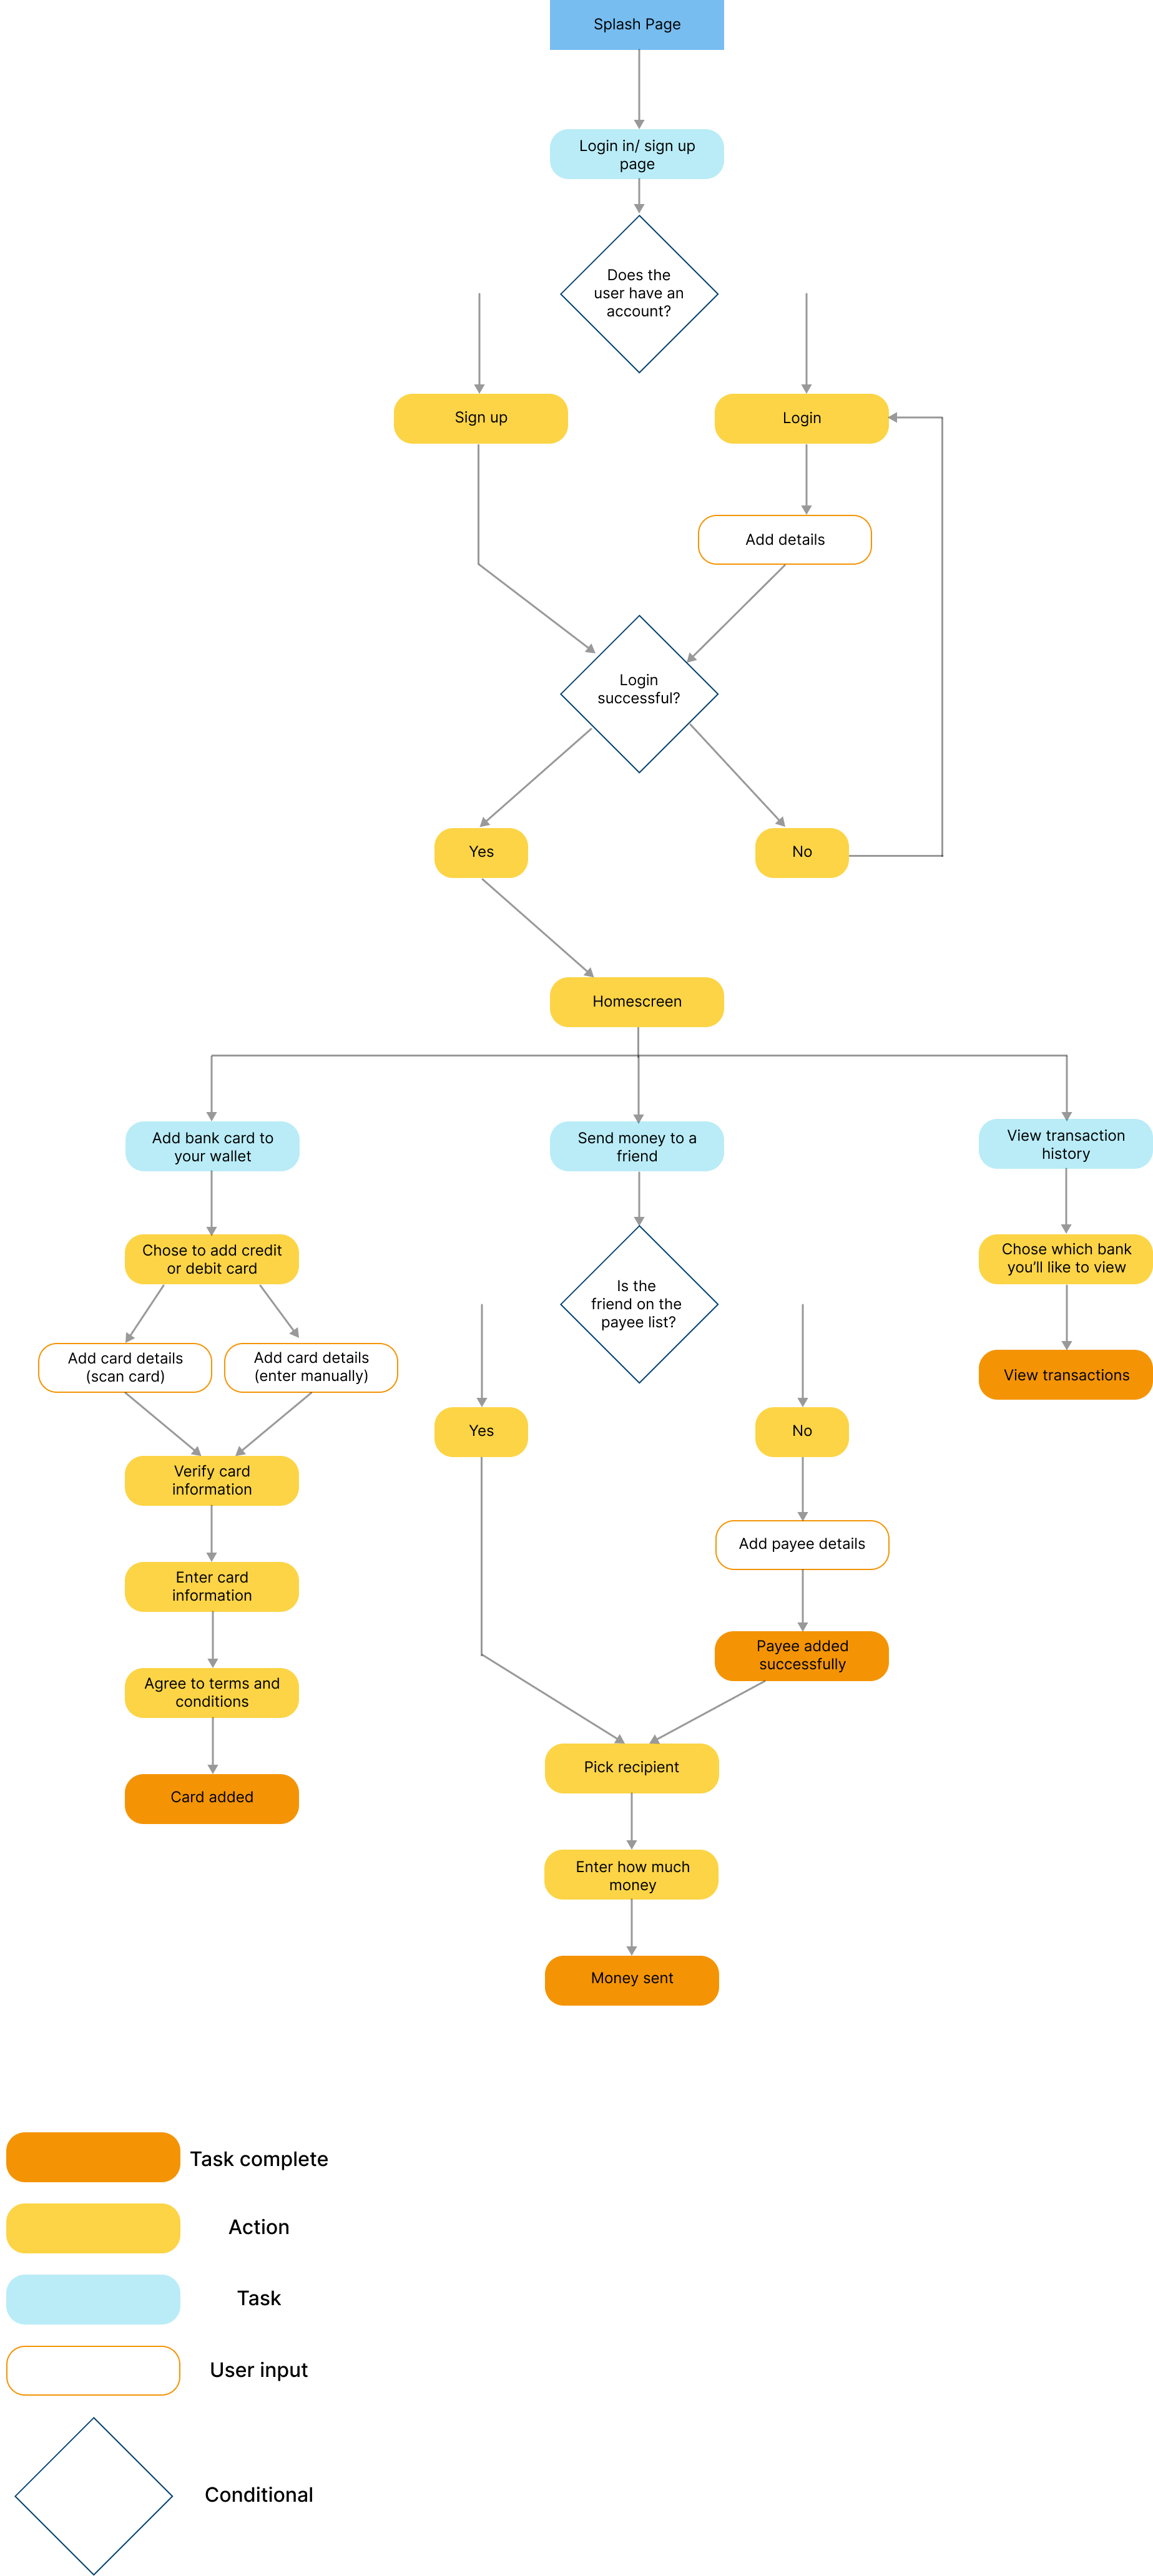 Splash Page
Login in/ sign up
page
Does the
user have an
account?
Sign up
Login
Add details
Login
successful?
Yes
No
Homescreen
Add bank card to
your wallet
Send money to a
friend
View transaction
history
Chose to add credit
or debit card
Is the
friend on the
payee list?
Chose which bank
you'll like to view
Add card details
(scan card)
Add card details
(enter manually)
View transactions
Yes
No
Verify card
information
Add payee details
Enter card
information
Payee added
successfully
Agree to terms and
conditions
Pick recipient
Card added
Enter how much
money
Money sent
Task complete
Action
Task
User input
Conditional